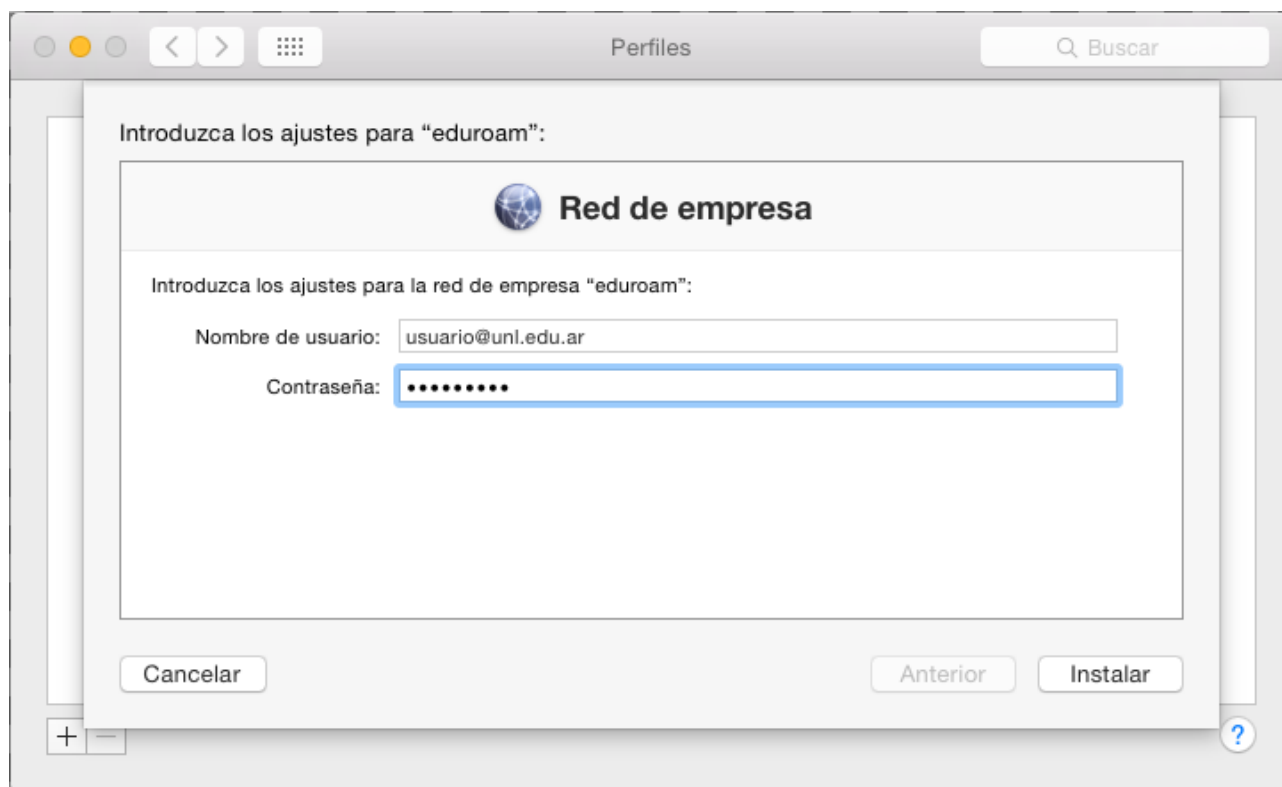 Perfiles
Buscar
Introduzca los ajustes para “eduroam”:
Red de empresa
Introduzca los ajustes para la red de empresa “eduroam”:
Nombre de usuario: usuario@unl.edu.ar
Contraseña: •••••••••
Cancelar
Anterior
Instalar
+ −
?